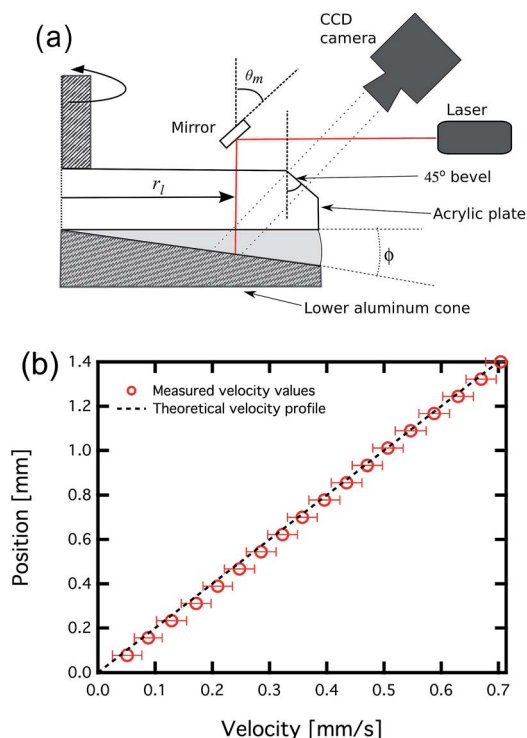 (a)
CCD
camera
θm
Laser
Mirror
45° bevel
rl
Acrylic plate
ϕ
Lower aluminum cone
(b)
1.4
1.2
1.0
0.8
0.6
0.4
0.2
0.0
Position [mm]
Measured velocity values
Theoretical velocity profile
0.0 0.1 0.2 0.3 0.4 0.5 0.6 0.7
Velocity [mm/s]